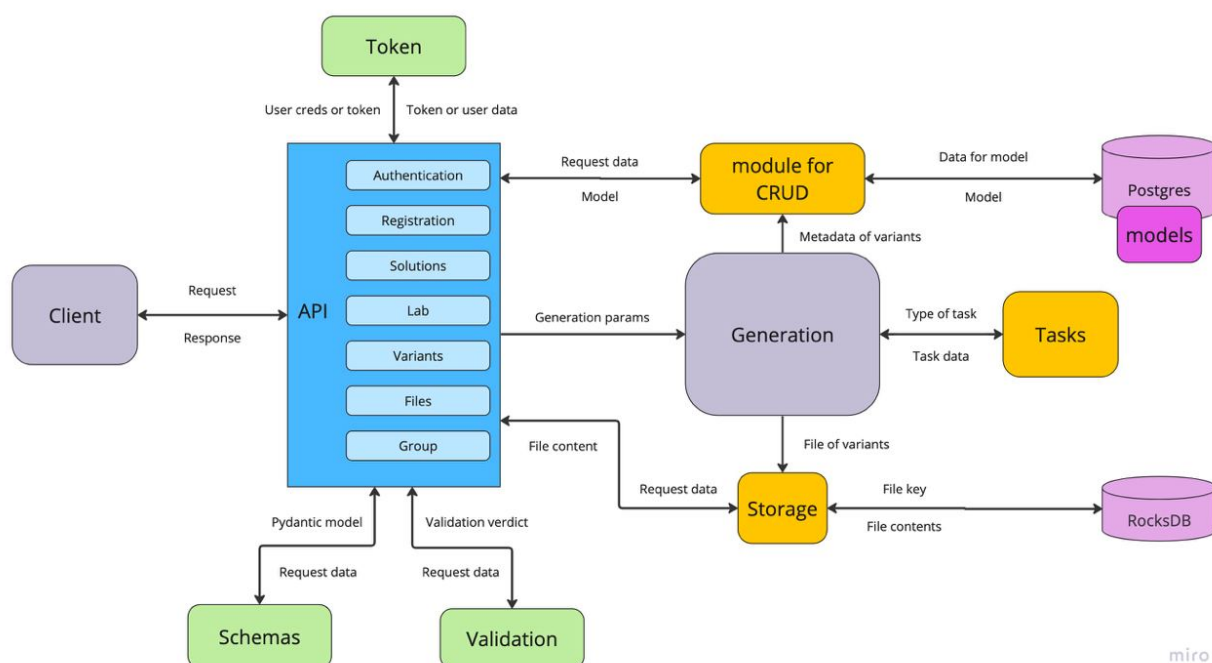 Token
User creds or token
Token or user data
Authentication
Registration
Solutions
Lab
Variants
Files
Group
API
Client
Request
Response
Request data
Model
module for
CRUD
Data for model
Model
Postgres
models
Metadata of variants
Generation params
Generation
Type of task
Task data
Tasks
File of variants
File content
Request data
Storage
File key
File contents
RocksDB
Pydantic model
Request data
Validation verdict
Request data
Schemas
Validation
miro